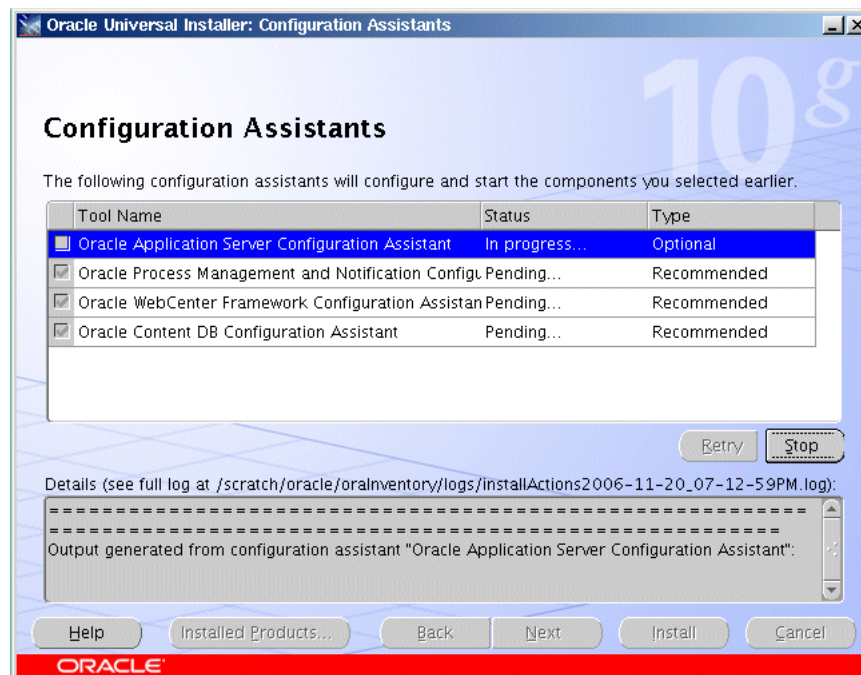 Oracle Universal Installer: Configuration Assistants
10g
Configuration Assistants
The following configuration assistants will configure and start the components you selected earlier.
Tool Name Status Type
Oracle Application Server Configuration Assistant In progress... Optional
Oracle Process Management and Notification Configu Pending... Recommended
Oracle WebCenter Framework Configuration Assistan Pending... Recommended
Oracle Content DB Configuration Assistant Pending... Recommended
Retry Stop
Details (see full log at /scratch/oracle/oraInventory/logs/installActions2006-11-20_07-12-59PM.log):
==========================================================
========================================================
Output generated from configuration assistant "Oracle Application Server Configuration Assistant":
Help Installed Products... Back Next Install Cancel
ORACLE